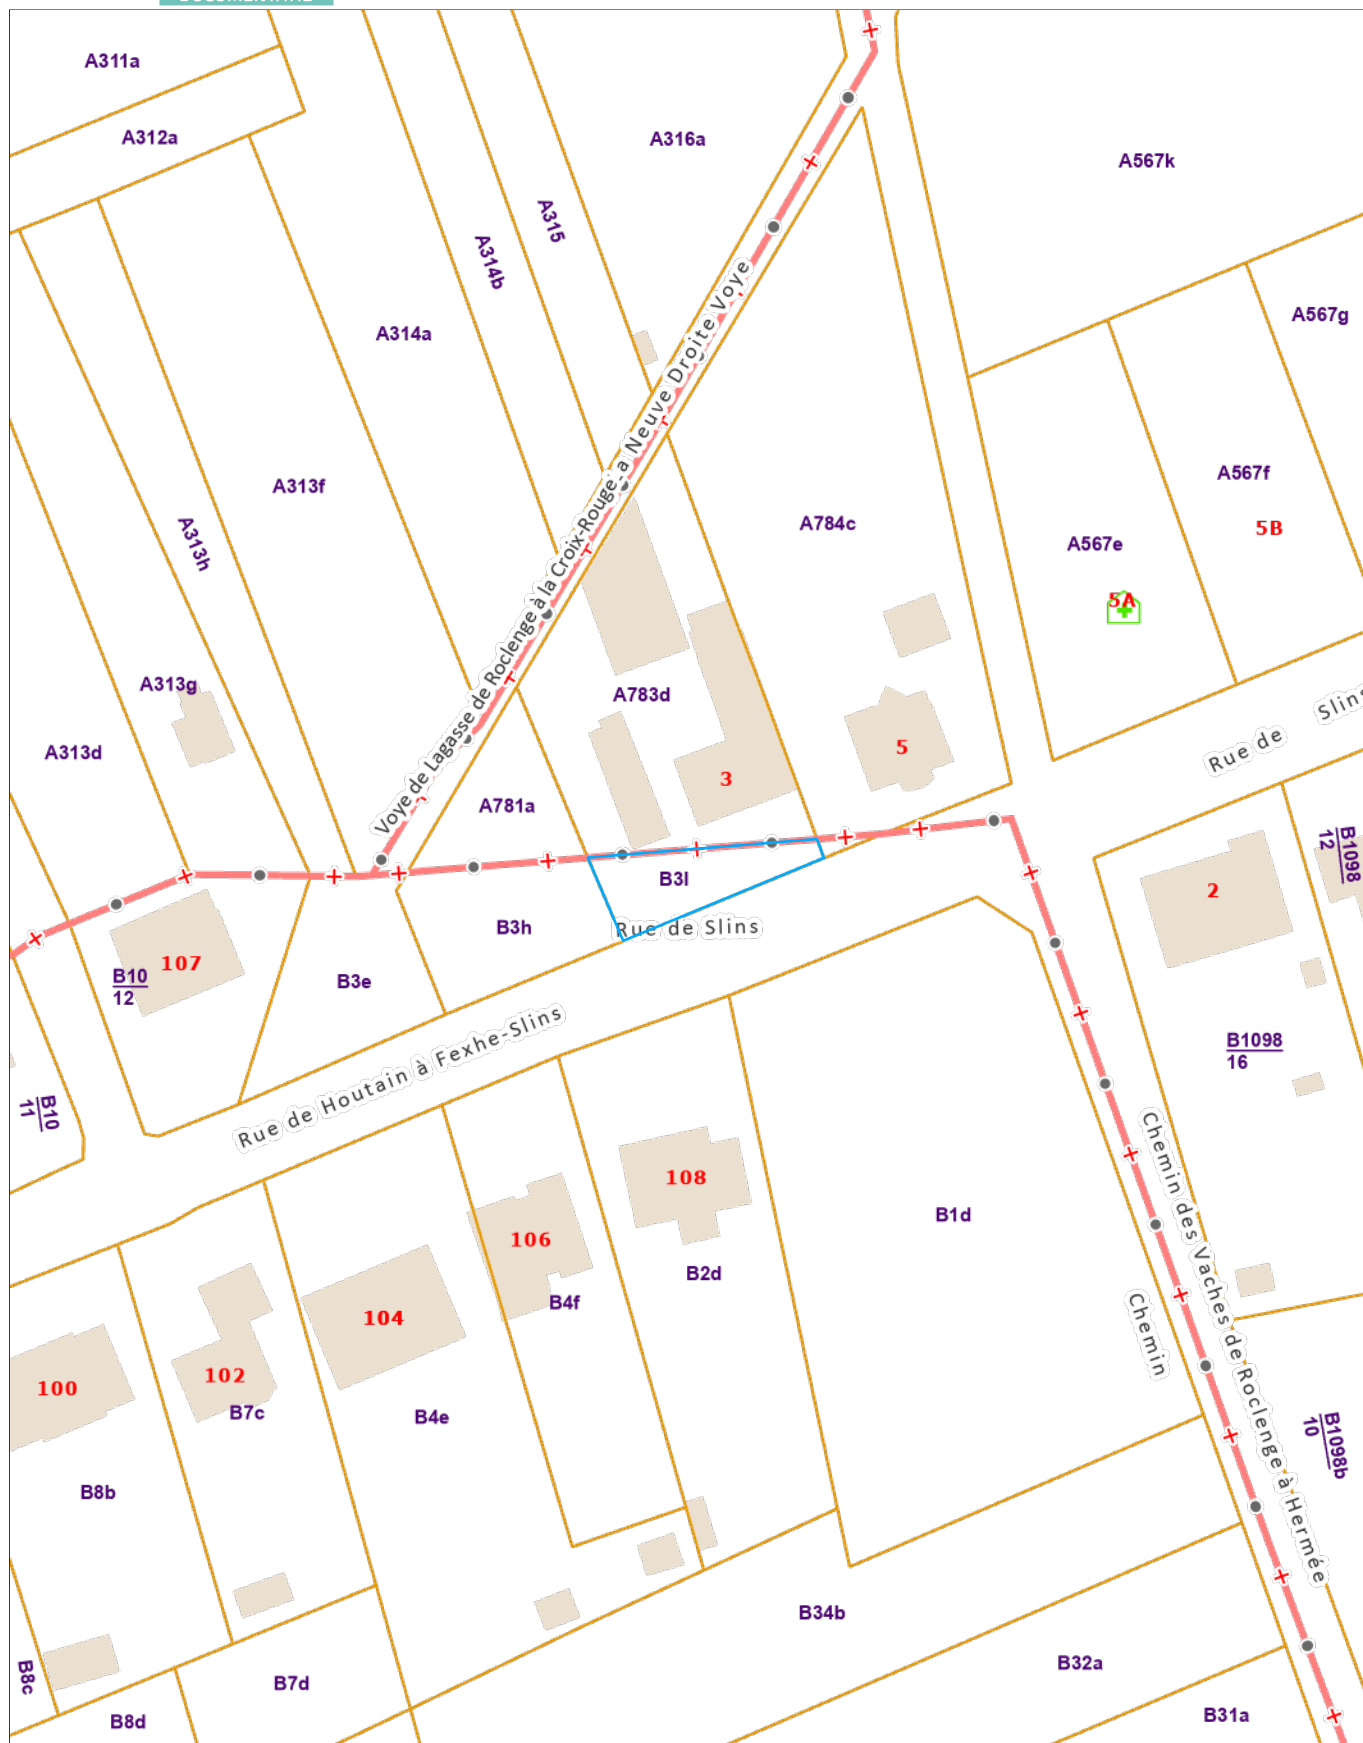 A311a
A312a
A316a
A567k
A315
A314b
A314a
A567g
A313f
A313h
A784c
A567f
5B
A567e
5A
Voye de Lagasse de Roclenge à la Croix-Rouge, a Neuve Droite Voye
A313g
A783d
A313d
3
5
Rue de Slins
A781a
B1098
12
B3l
2
B3h
Rue de Slins
107
B10
12
B3e
Rue de Houtain à Fexhe-Slins
B1098
16
B10
11
108
B1d
Chemin des Vaches de Roclenge à Hermée
106
B2d
B4f
Chemin
104
102
100
B7c
B4e
B1098b
10
B8b
B34b
B32a
B8c
B7d
B8d
B31a